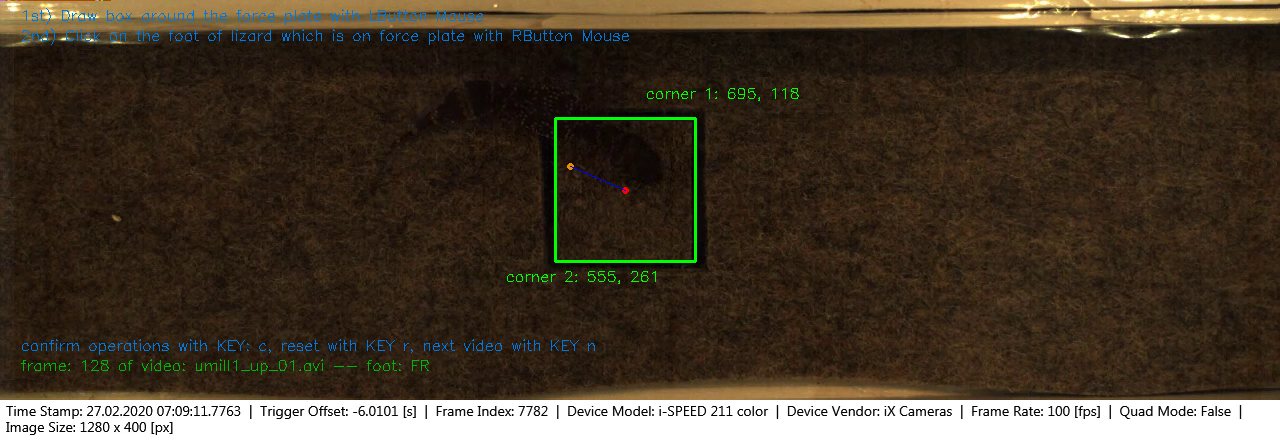 1st) Draw box around the force plate with LButton Mouse
2nd) Click on the foot of lizard which is on force plate with RButton Mouse
corner 1: 695, 118
corner 2: 555, 261
confirm operations with KEY: c, reset with KEY r, next video with KEY n
frame: 128 of video: umill1_up_01.avi -- foot: FR
Time Stamp: 27.02.2020 07:09:11.7763 | Trigger Offset: -6.0101 [s] | Frame Index: 7782 | Device Model: i-SPEED 211 color | Device Vendor: iX Cameras | Frame Rate: 100 [fps] | Quad Mode: False |
Image Size: 1280 x 400 [px]